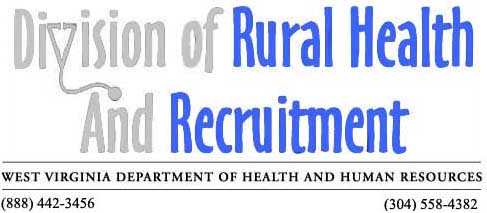 Division of Rural Health
And Recruitment
WEST VIRGINIA DEPARTMENT OF HEALTH AND HUMAN RESOURCES
(888) 442-3456 (304) 558-4382